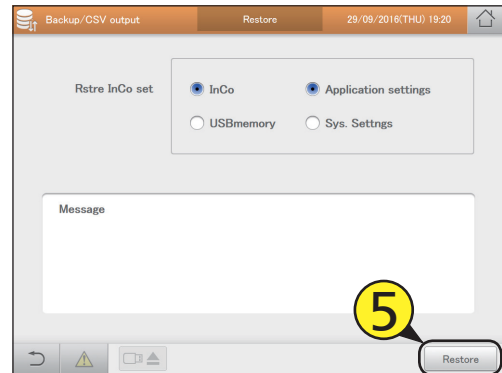 Backup/CSV output Restore 29/09/2016(THU) 19:20
Rstre InCo set InCo Application settings
USBmemory Sys. Settngs
Message
5
Restore